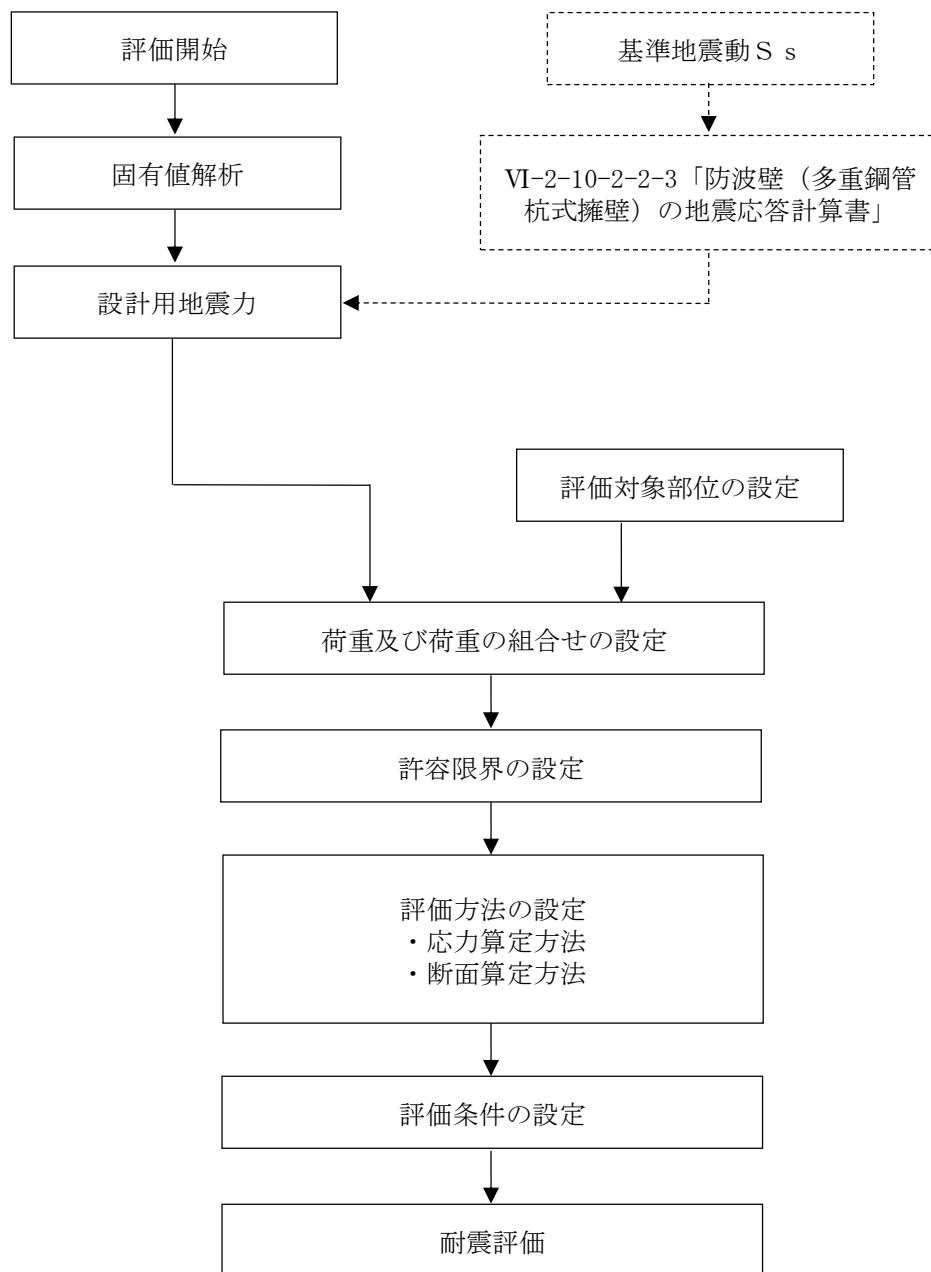 評価開始
基準地震動Ｓｓ
固有値解析
Ⅵ-2-10-2-2-3「防波壁（多重鋼管
杭式擁壁）の地震応答計算書」
設計用地震力
評価対象部位の設定
荷重及び荷重の組合せの設定
許容限界の設定
評価方法の設定
・応力算定方法
・断面算定方法
評価条件の設定
耐震評価